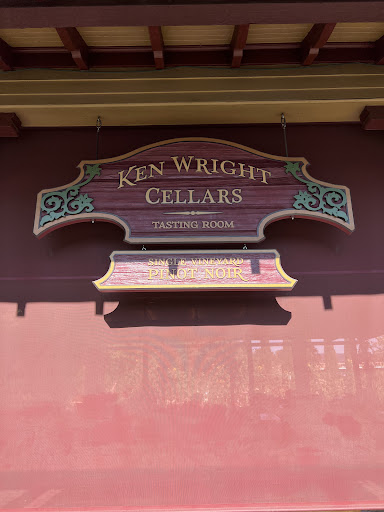 KEN WRIGHT
CELLARS
TASTING ROOM
SINGLE VINEYARD
PINOT NOIR